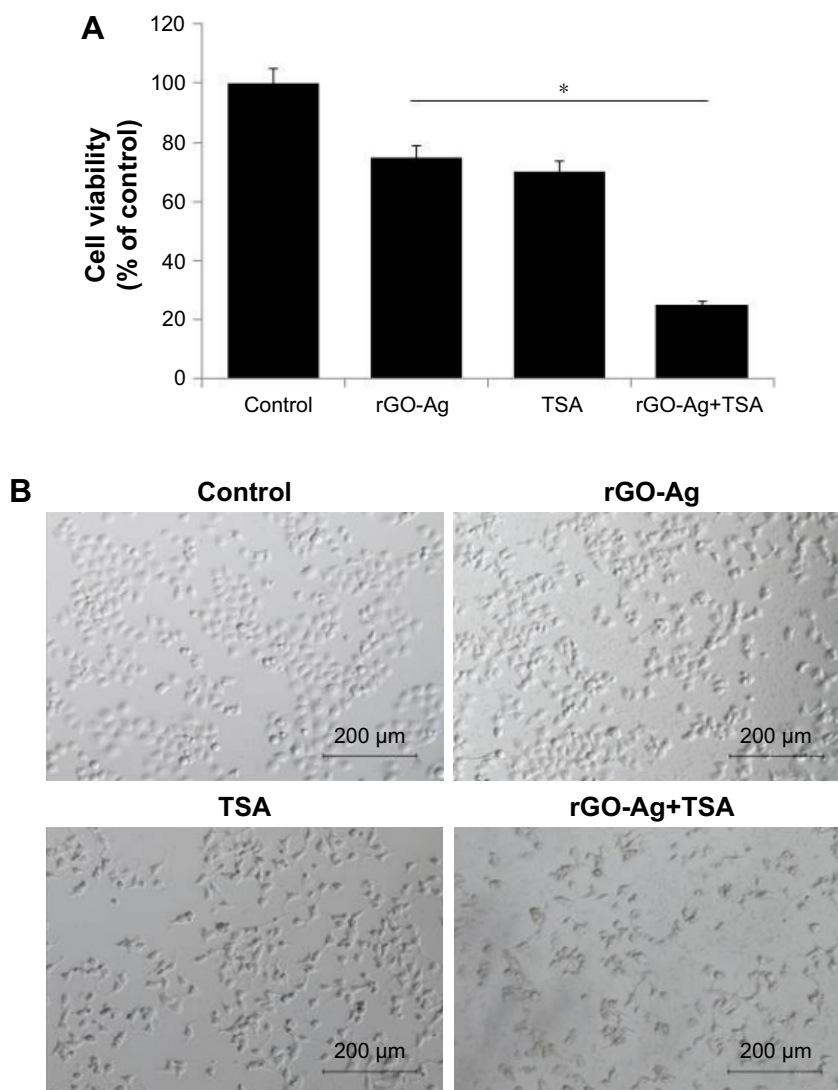 A
Cell viability
(% of control)
120
100
80
60
40
20
0
*
Control
rGO-Ag
TSA
rGO-Ag+TSA
B
Control
rGO-Ag
200 µm
200 µm
TSA
rGO-Ag+TSA
200 µm
200 µm